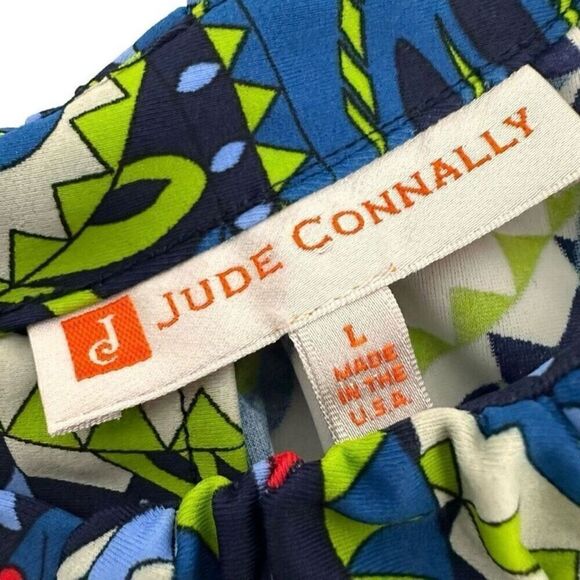 JC JUDE CONNALLY
L
MADE
IN THE
U.S.A.